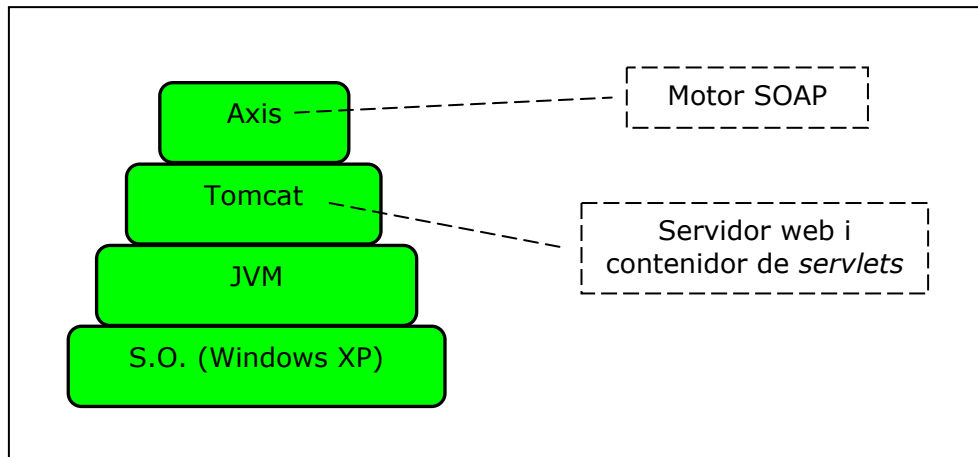 Axis
Motor SOAP
Tomcat
Servidor web i
contenidor de servlets
JVM
S.O. (Windows XP)